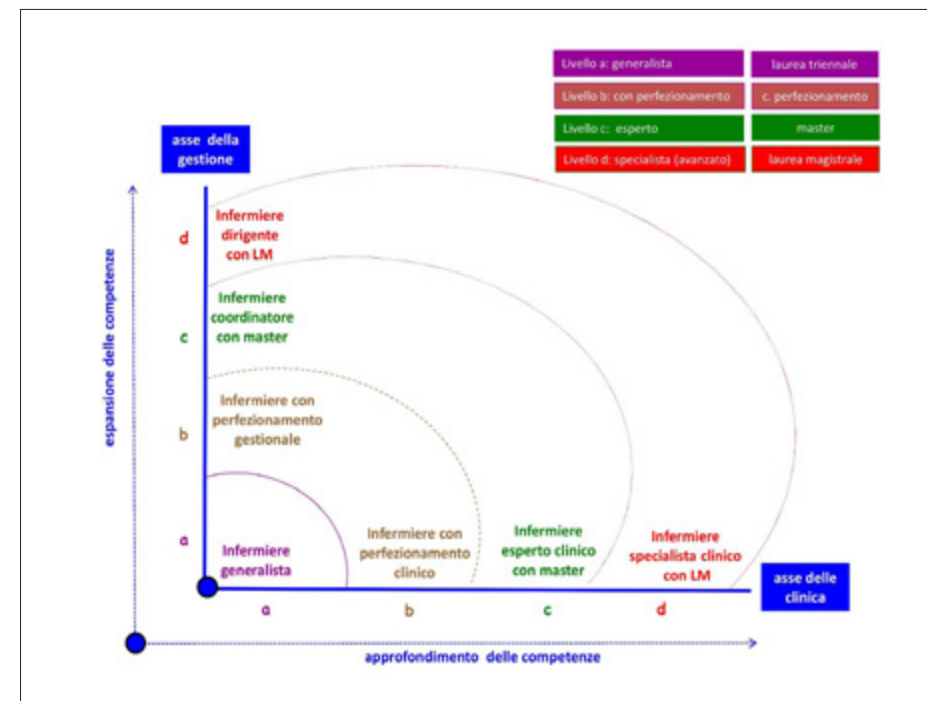 Livello a: generalista laurea triennale
Livello b: con perfezionamento c. perfezionamento
Livello c: esperto master
Livello d: specialista (avanzato) laurea magistrale
asse della
gestione
espansione delle competenze
d
Infermiere
dirigente
con LM
c
Infermiere
coordinatore
con master
b
Infermiere con
perfezionamento
gestionale
a
Infermiere
generalista
Infermiere con
perfezionamento
clinico
Infermiere
esperto clinico
con master
Infermiere
specialista clinico
con LM
asse delle
clinica
a b c d
approfondimento delle competenze